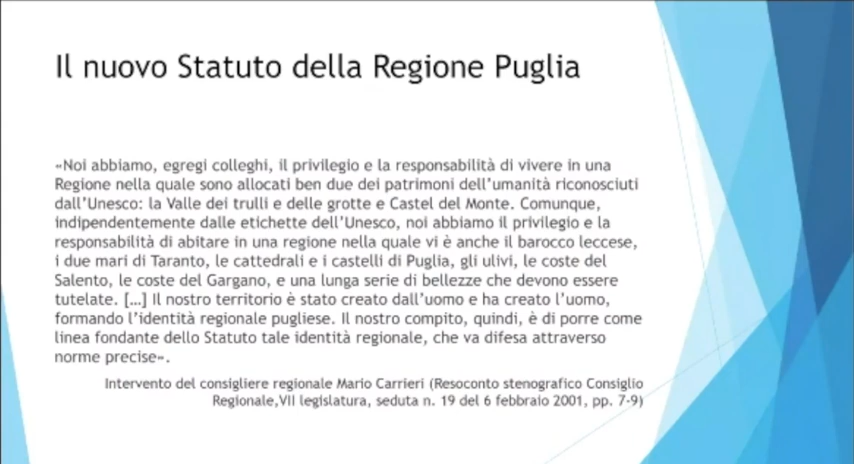 Il nuovo Statuto della Regione Puglia
«Noi abbiamo, egregi colleghi, il privilegio e la responsabilità di vivere in una
Regione nella quale sono allocati ben due dei patrimoni dell'umanità riconosciuti
dall'Unesco: la Valle dei trulli e delle grotte e Castel del Monte. Comunque,
indipendentemente dalle etichette dell'Unesco, noi abbiamo il privilegio e la
responsabilità di abitare in una regione nella quale vi è anche il barocco leccese,
i due mari di Taranto, le cattedrali e i castelli di Puglia, gli ulivi, le coste del
Salento, le coste del Gargano, e una lunga serie di bellezze che devono essere
tutelate. […] Il nostro territorio è stato creato dall'uomo e ha creato l'uomo,
formando l'identità regionale pugliese. Il nostro compito, quindi, è di porre come
linea fondante dello Statuto tale identità regionale, che va difesa attraverso
norme precise«.
Intervento del consigliere regionale Mario Carrieri (Resoconto stenografico Consiglio
Regionale,VII legislatura, seduta n. 19 del 6 febbraio 2001, pp. 7-9)